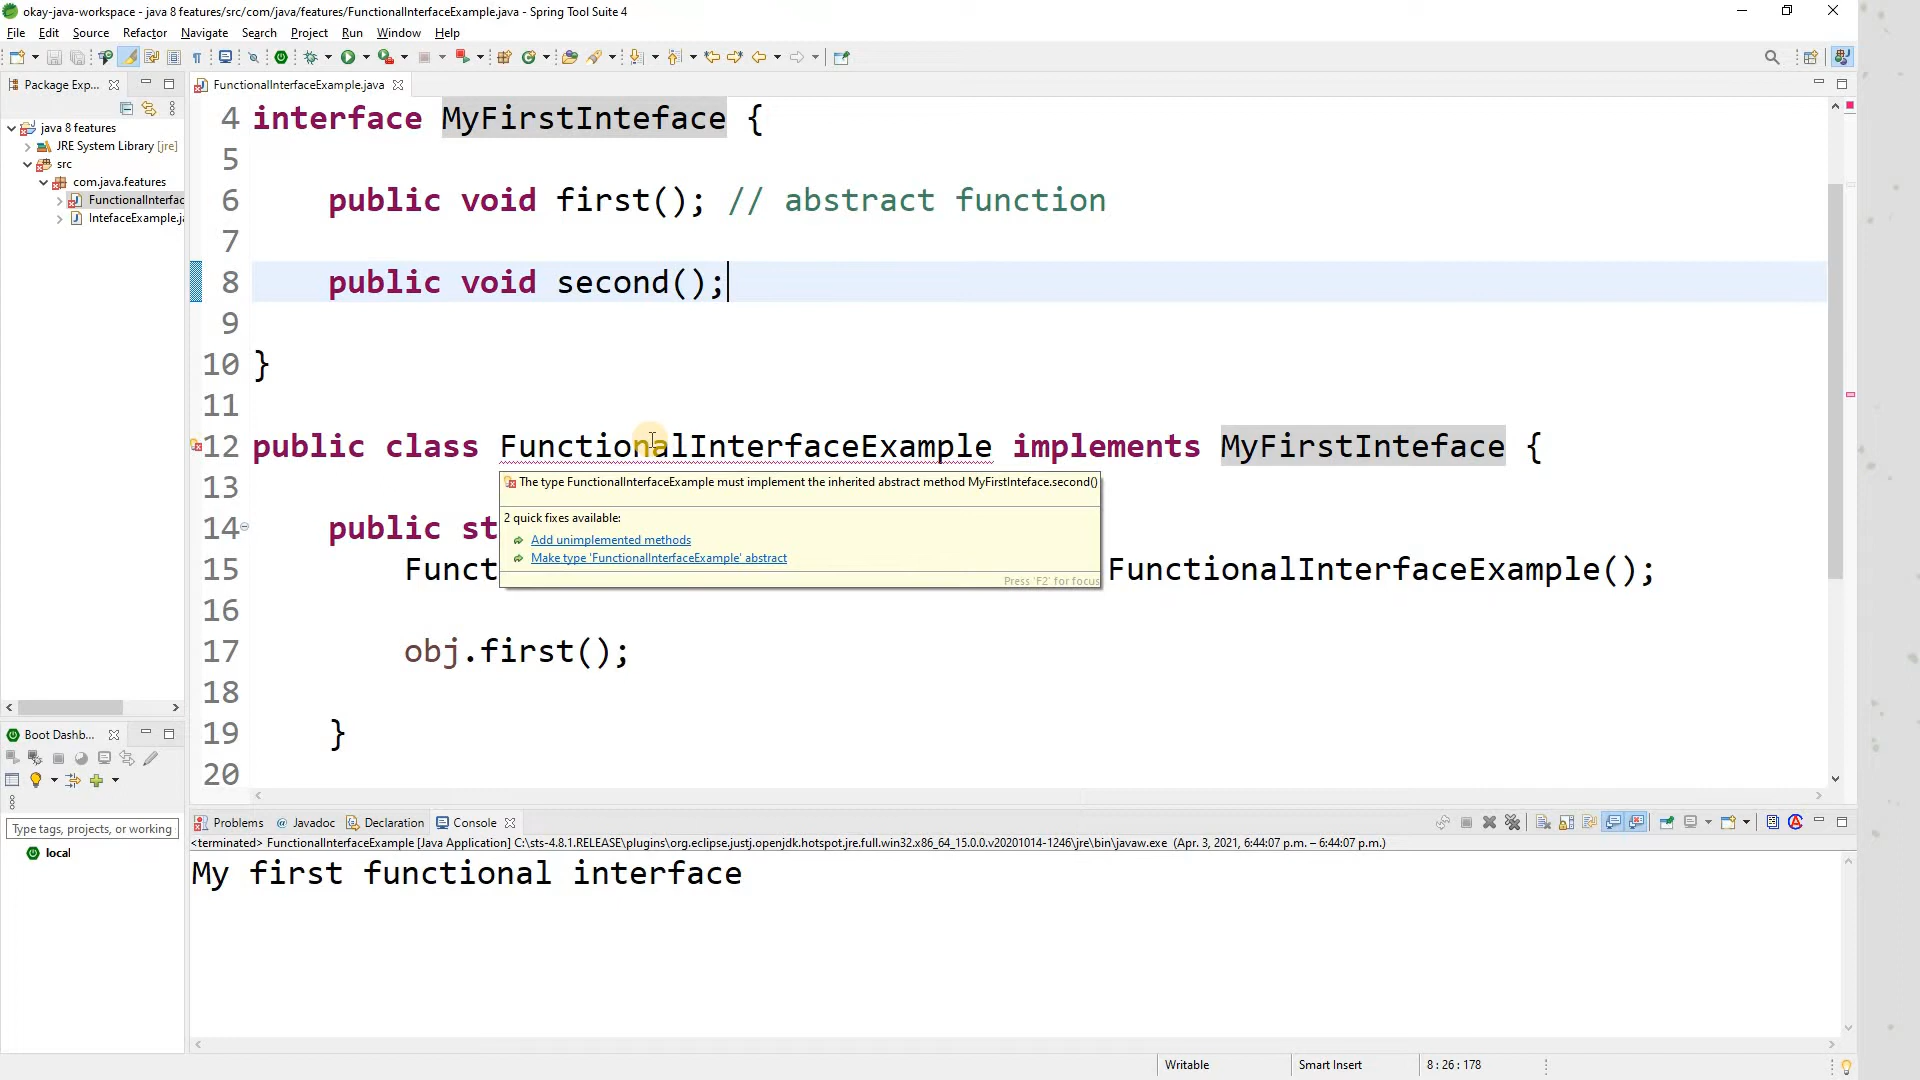 okay-java-workspace - java 8 features/src/com/java/features/FunctionalInterfaceExample.java - Spring Tool Suite 4
File Edit Source Refactor Navigate Search Project Run Window Help
Package Exp...
java 8 features
JRE System Library [jre]
src
com.java.features
FunctionalInterfac
IntefaceExample.ja
FunctionalInterfaceExample.java
4 interface MyFirstInteface {
5
6 public void first(); // abstract function
7
8 public void second();
9
10 }
11
12 public class FunctionalInterfaceExample implements MyFirstInteface {
13
The type FunctionalInterfaceExample must implement the inherited abstract method MyFirstInteface.second()
2 quick fixes available:
Add unimplemented methods
Make type 'FunctionalInterfaceExample' abstract
Press 'F2' for focus
14 public st
15 Funct FunctionalInterfaceExample();
16
17 obj.first();
18
19 }
20
Boot Dashb...
Type tags, projects, or working
local
Problems @ Javadoc Declaration Console
<terminated> FunctionalInterfaceExample [Java Application] C:\sts-4.8.1.RELEASE\plugins\org.eclipse.justj.openjdk.hotspot.jre.full.win32.x86_64_15.0.0.v20201014-1246\jre\bin\javaw.exe (Apr. 3, 2021, 6:44:07 p.m. – 6:44:07 p.m.)
My first functional interface
Writable Smart Insert 8 : 26 : 178